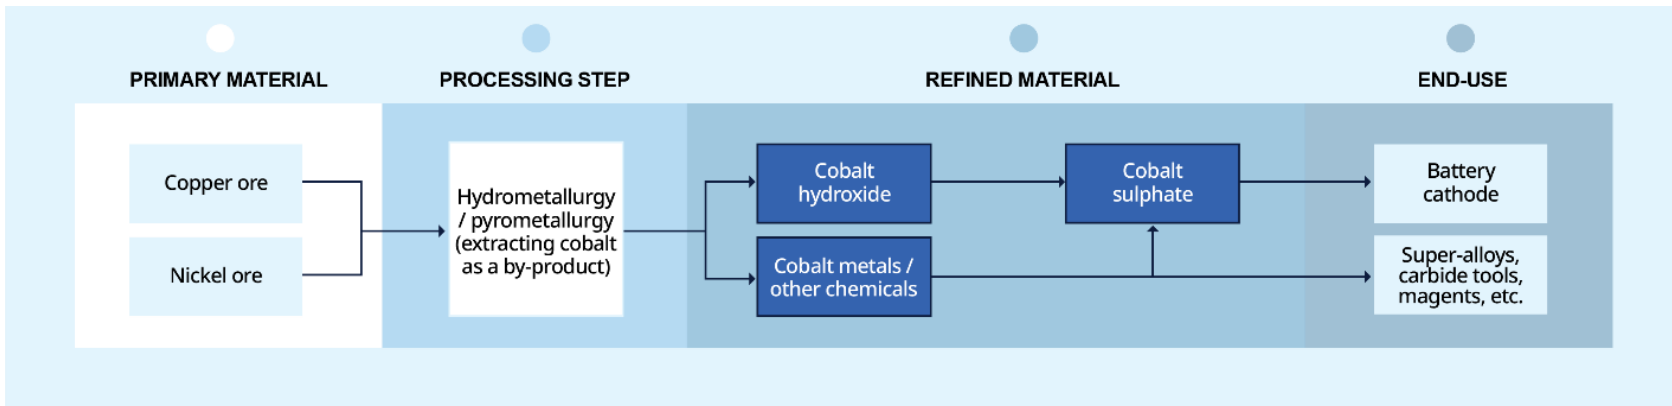 PRIMARY MATERIAL
PROCESSING STEP
REFINED MATERIAL
END-USE
Copper ore
Nickel ore
Hydrometallurgy
/ pyrometallurgy
(extracting cobalt
as a by-product)
Cobalt
hydroxide
Cobalt metals /
other chemicals
Cobalt
sulphate
Battery
cathode
Super-alloys,
carbide tools,
magents, etc.